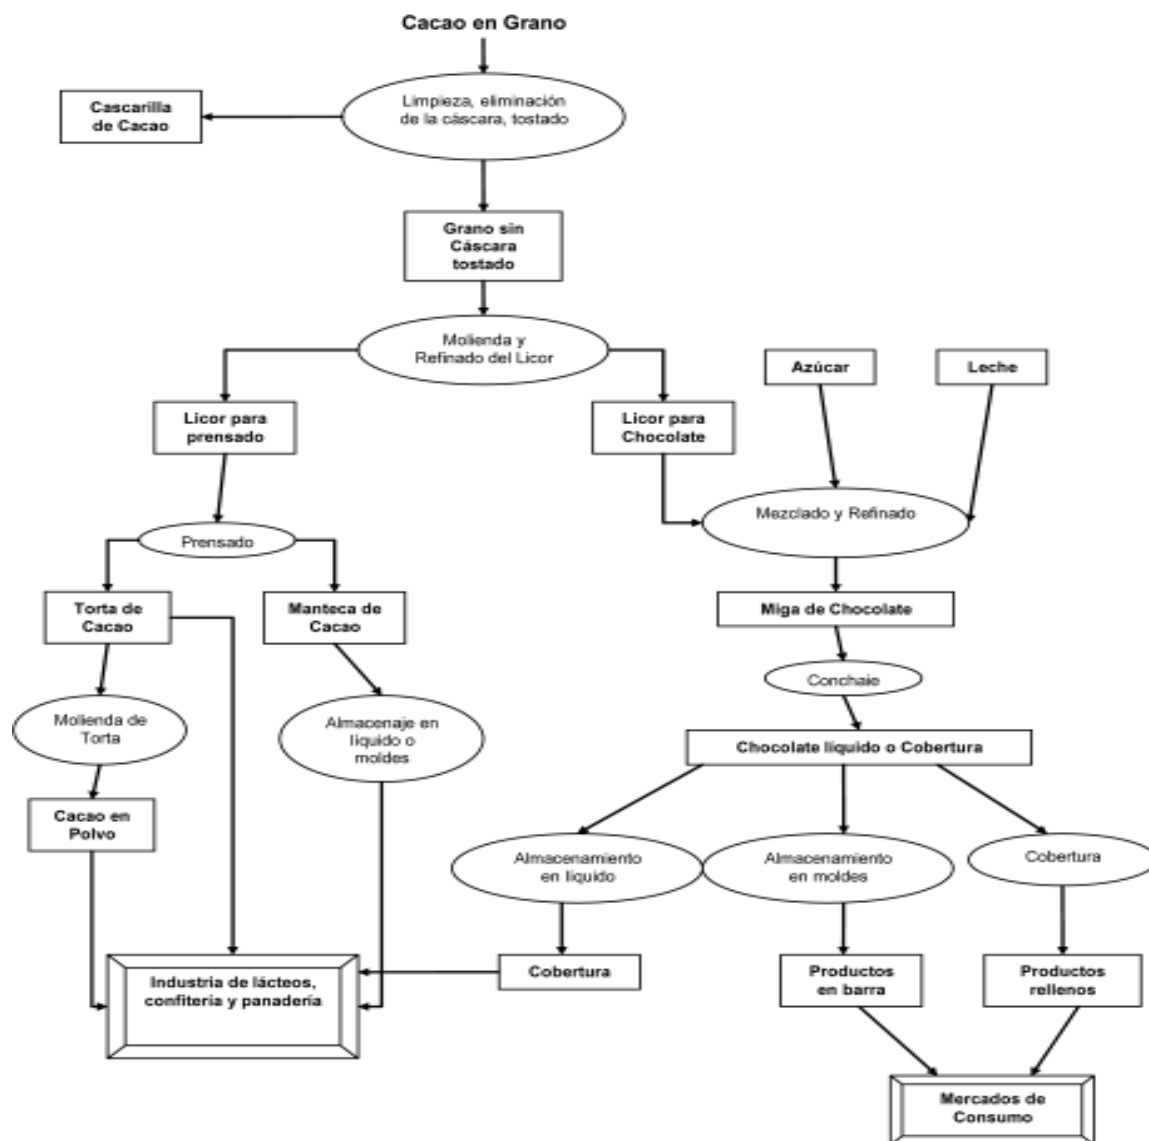 Cacao en Grano
Limpieza, eliminación
de la cáscara, tostado
Cascarilla
de Cacao
Grano sin
Cáscara
tostado
Molienda y
Refinado del Licor
Azúcar
Leche
Licor para
prensado
Licor para
Chocolate
Mezclado y Refinado
Prensado
Torta de
Cacao
Manteca de
Cacao
Miga de Chocolate
Conchaie
Molienda de
Torta
Almacenaje en
líquido o
moldes
Chocolate líquido o Cobertura
Cacao en
Polvo
Almacenamiento
en líquido
Almacenamiento
en moldes
Cobertura
Industria de lácteos,
confitería y panadería
Cobertura
Productos
en barra
Productos
rellenos
Mercados de
Consumo